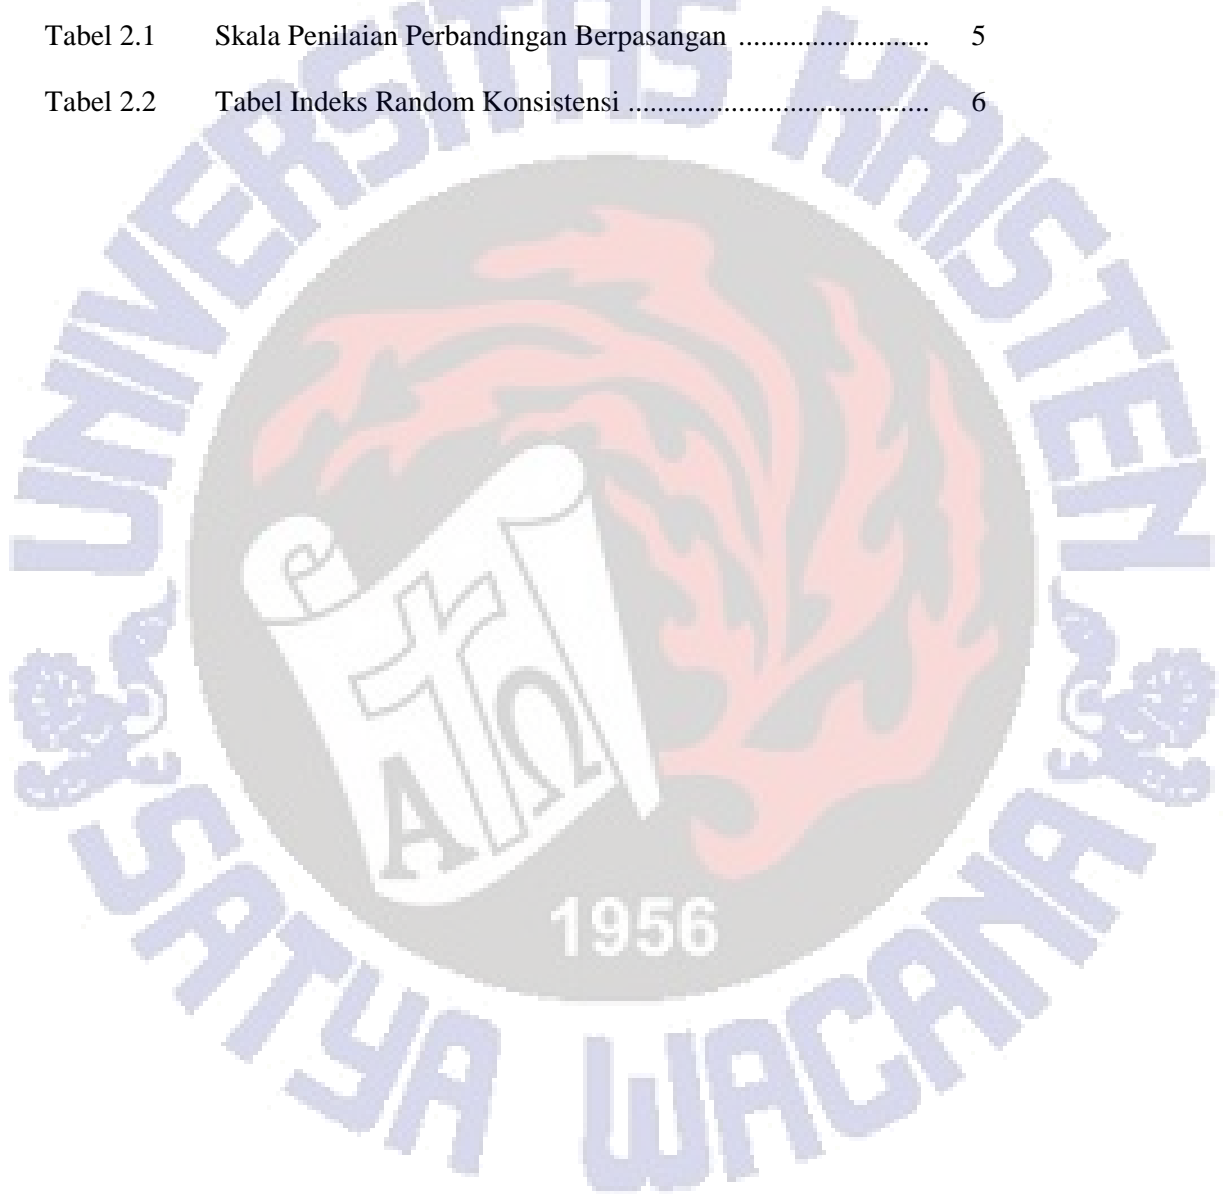 Tabel 2.1 Skala Penilaian Perbandingan Berpasangan .......................... 5
Tabel 2.2 Tabel Indeks Random Konsistensi ......................................... 6
UNIVERSITAS KRISTEN
Α Ω
1956
SATYA WACANA